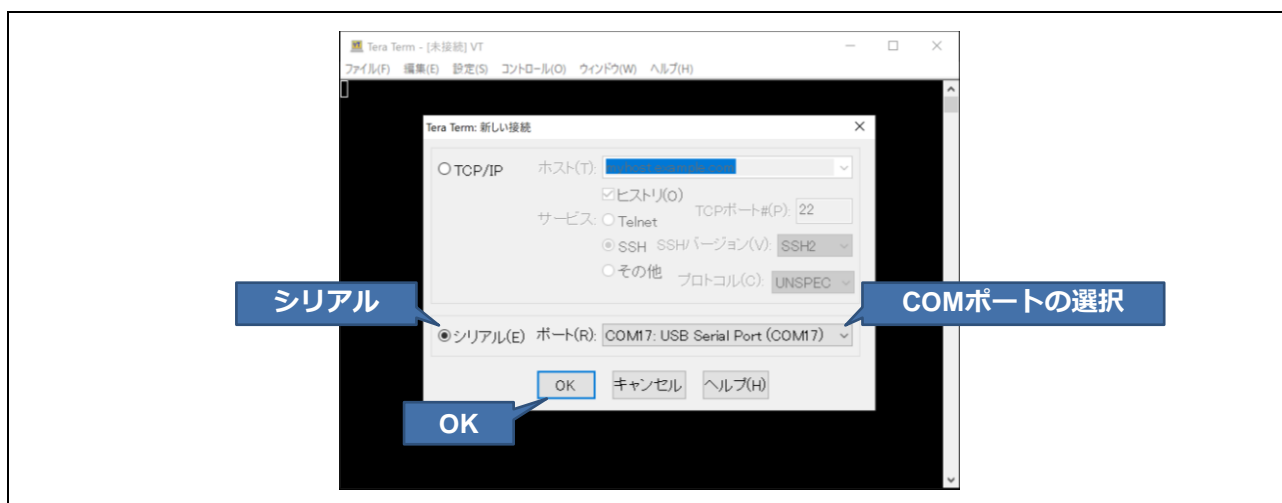 Tera Term - [未接続] VT
ファイル(F) 編集(E) 設定(S) コントロール(O) ウィンドウ(W) ヘルプ(H)
Tera Term: 新しい接続
TCP/IP ホスト(T):
ヒストリ(O)
サービス: Telnet TCPポート#(P): 22
SSH SSHバージョン(V): SSH2
その他 プロトコル(C): UNSPEC
シリアル COMポートの選択
シリアル(E) ポート(R): COM17: USB Serial Port (COM17)
OK キャンセル ヘルプ(H)
OK